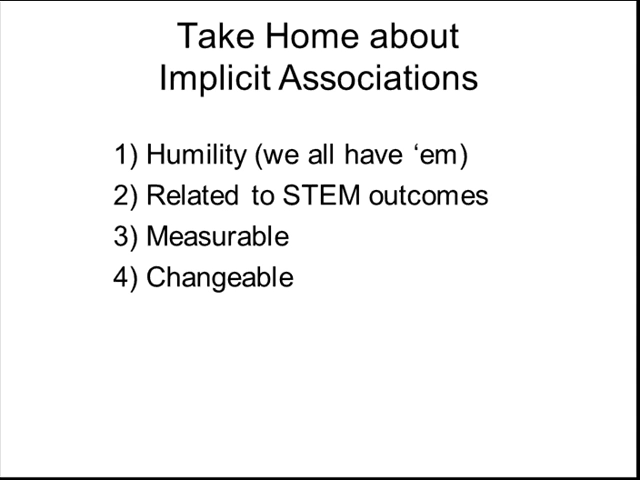 Take Home about
Implicit Associations
1) Humility (we all have ‘em)
2) Related to STEM outcomes
3) Measurable
4) Changeable